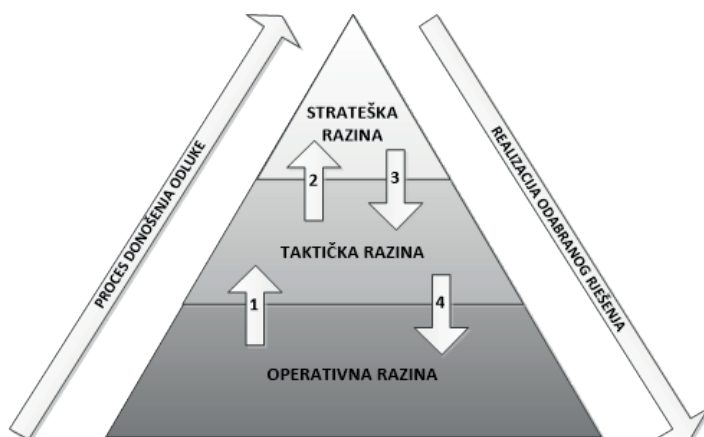 STRATEŠKA
RAZINA
PROCES DONOŠENJA ODLUKE
REALIZACIJA ODABRANOG RJEŠENJA
2
3
TAKTIČKA RAZINA
1
4
OPERATIVNA RAZINA